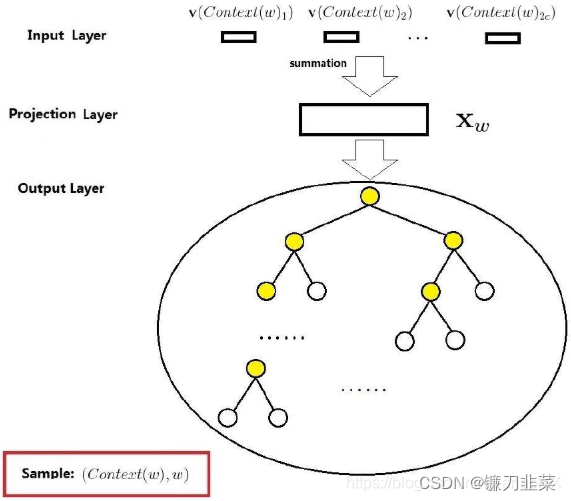 v(Context(w)₁) v(Context(w)₂) v(Context(w)₂c)
Input Layer ...
summation
Projection Layer x_w
Output Layer
......
......
Sample: (Context(w), w)
CSDN @镰刀韭菜